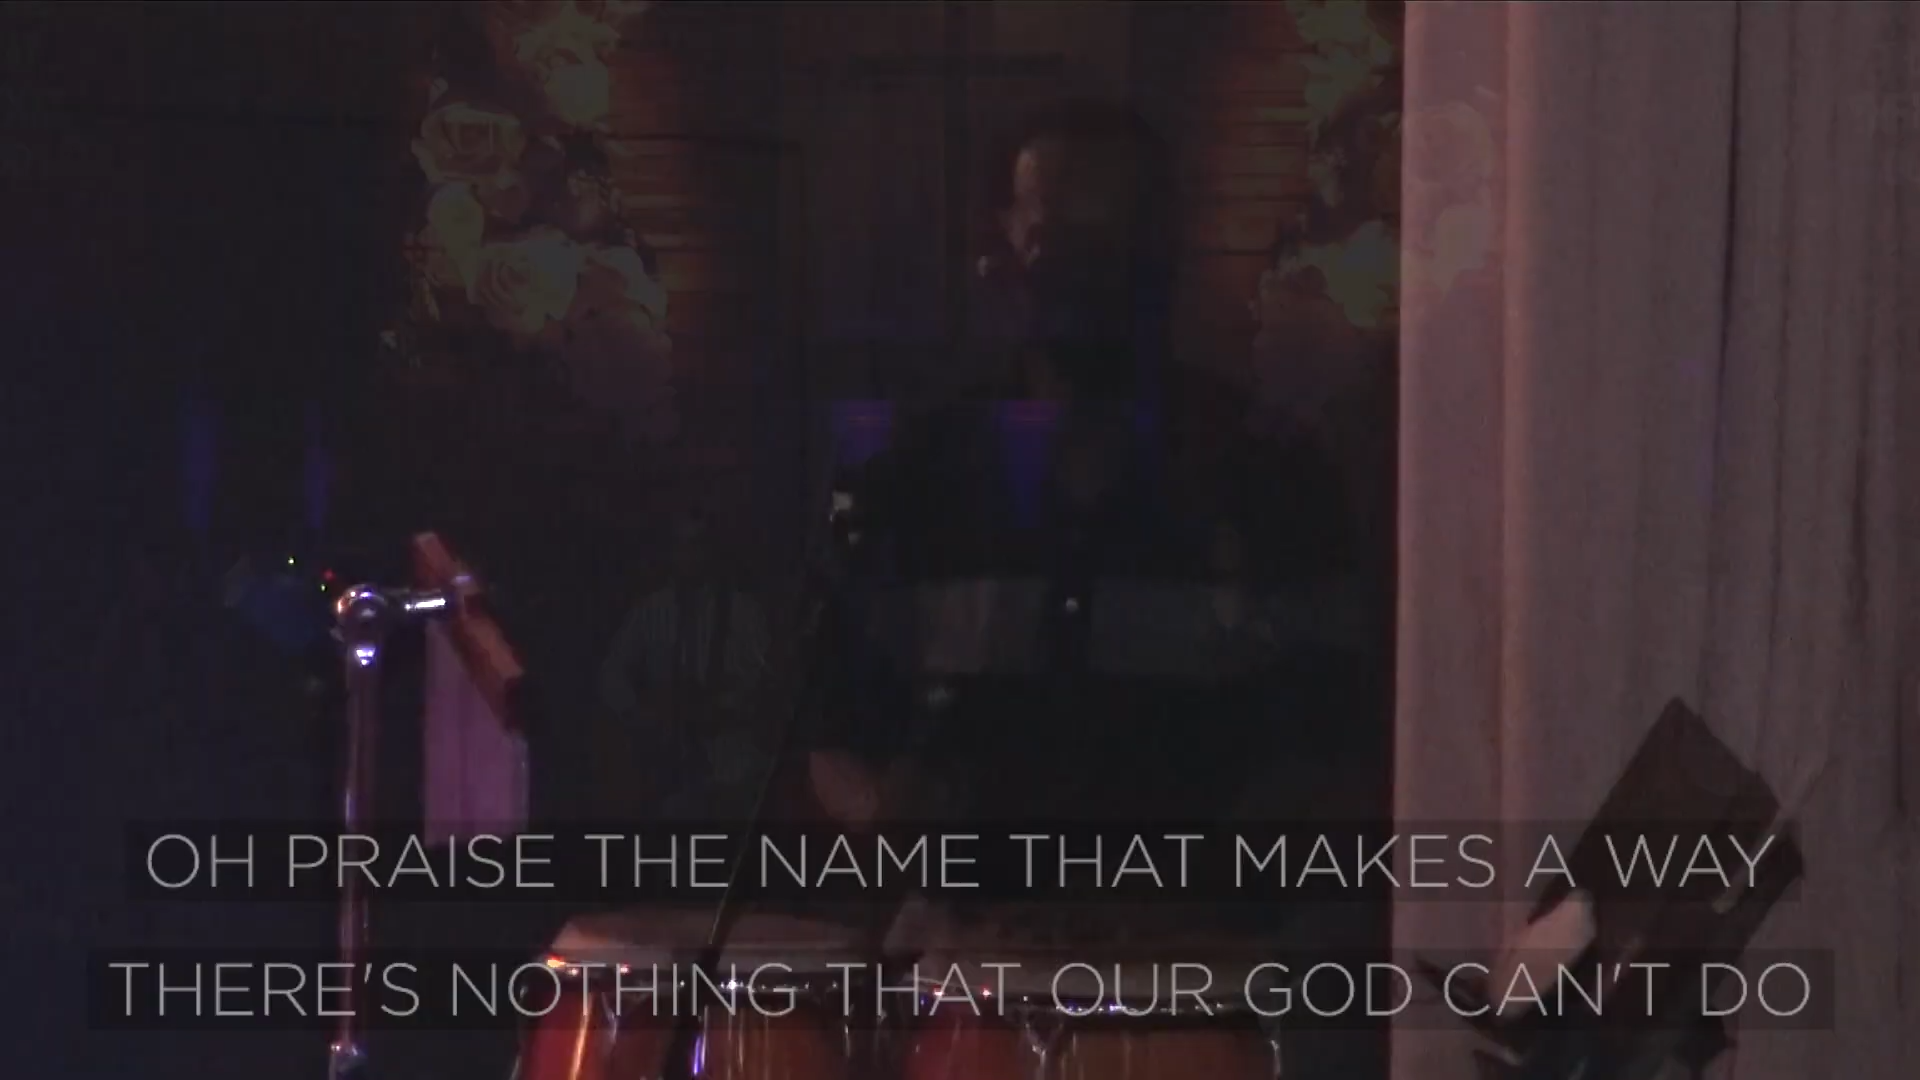 OH PRAISE THE NAME THAT MAKES A WAY
THERE'S NOTHING THAT OUR GOD CAN'T DO